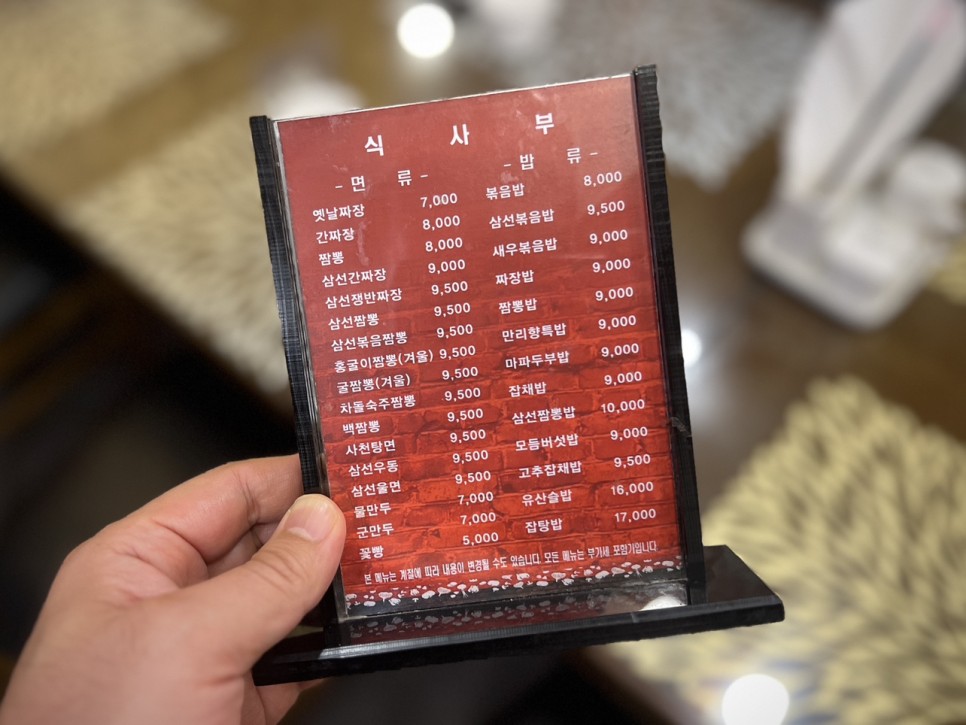 식 사 부
- 면 류 -
옛날짜장 7,000
간짜장 8,000
짬뽕 8,000
삼선간짜장 9,000
삼선쟁반짜장 9,500
삼선짬뽕 9,500
삼선볶음짬뽕 9,500
홍굴이짬뽕(겨울) 9,500
굴짬뽕(겨울) 9,500
차돌숙주짬뽕 9,500
백짬뽕 9,500
사천탕면 9,500
삼선우동 9,500
삼선울면 9,500
물만두 7,000
군만두 7,000
꽃빵 5,000
- 밥 류 -
볶음밥 8,000
삼선볶음밥 9,500
새우볶음밥 9,000
짜장밥 9,000
짬뽕밥 9,000
만리향특밥 9,000
마파두부밥 9,000
잡채밥 9,000
삼선짬뽕밥 10,000
모듬버섯밥 9,000
고추잡채밥 9,500
유산슬밥 16,000
잡탕밥 17,000
본 메뉴는 계절에 따라 내용이 변경될 수도 있습니다. 모든 메뉴는 부가세 포함가입니다